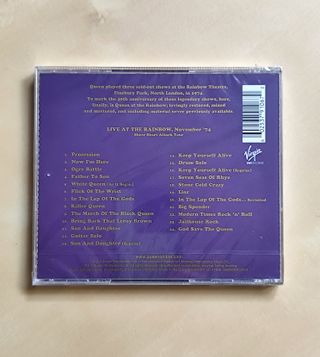 Queen played three sold-out shows at the Rainbow Theatre,
Finsbury Park, North London, in 1974.
To mark the 40th anniversary of these legendary shows, here,
finally, is Queen at the Rainbow, lovingly restored, mixed
and mastered, and including material never previously available.
LIVE AT THE RAINBOW, November '74
Sheer Heart Attack Tour
Procession
Now I'm Here
Ogre Battle
Father To Son
White Queen (As It Began)
Flick Of The Wrist
In The Lap Of The Gods
Killer Queen
The March Of The Black Queen
Bring Back That Leroy Brown
Son And Daughter
Guitar Solo
Son And Daughter (Reprise)
Keep Yourself Alive
Drum Solo
Keep Yourself Alive (Reprise)
Seven Seas Of Rhye
Stone Cold Crazy
Liar
In The Lap Of The Gods... Revisited
Big Spender
Modern Times Rock 'n' Roll
Jailhouse Rock
God Save The Queen
Virgin